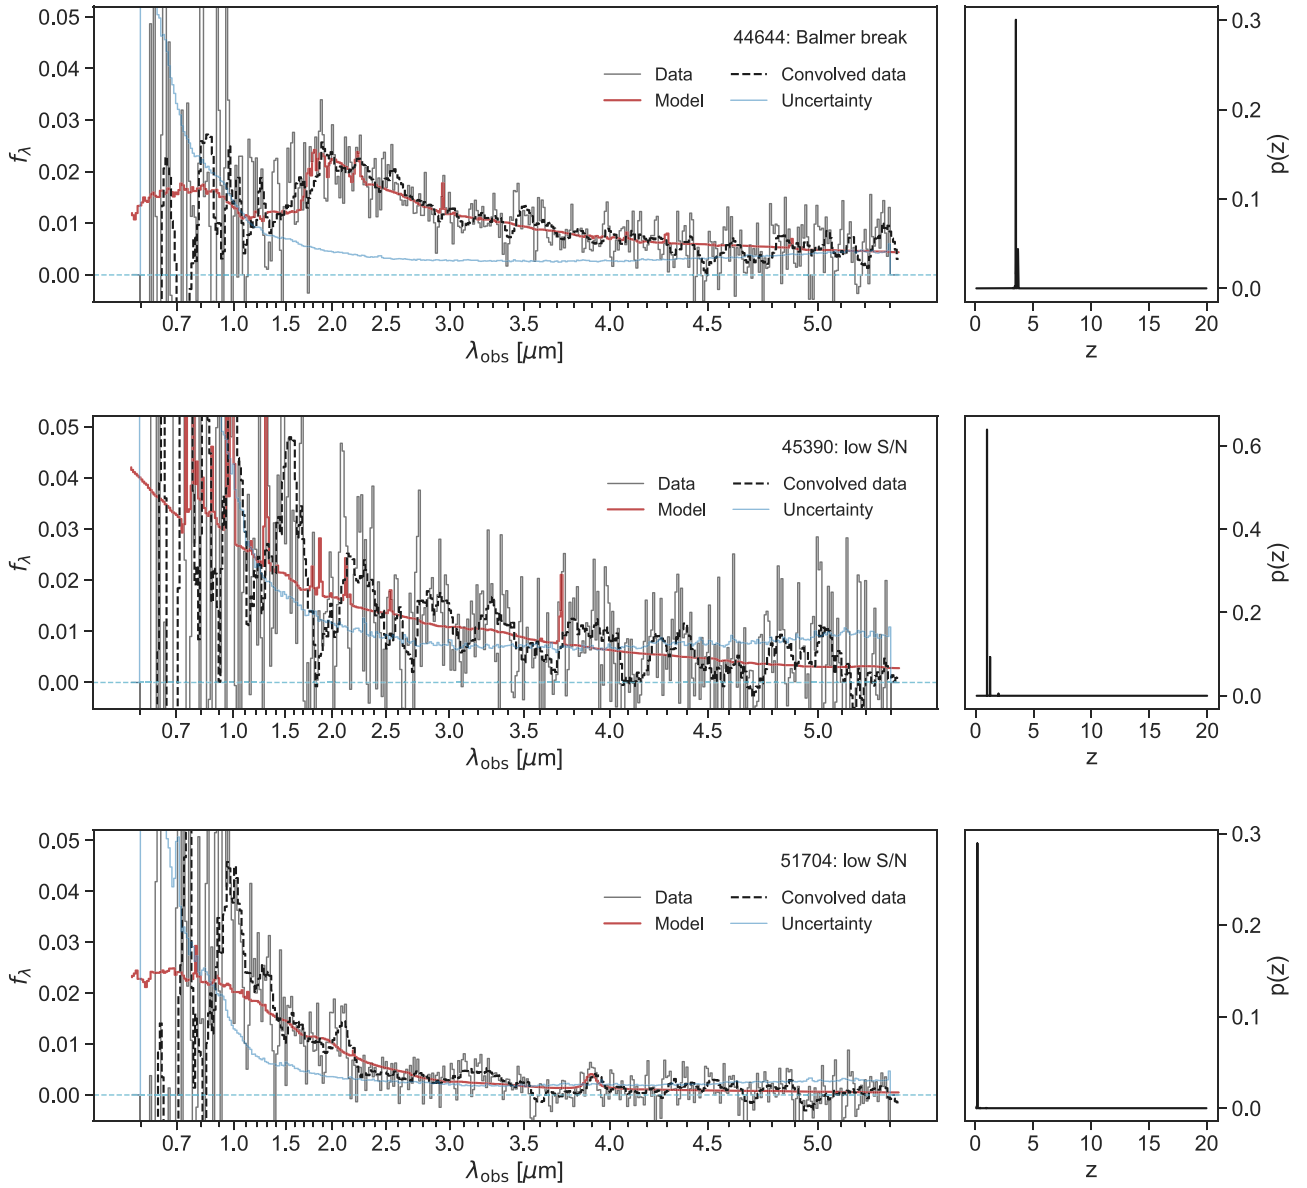 44644: Balmer break
Data
Convolved data
Model
Uncertainty
0.05
0.04
0.03
0.02
0.01
0.00
fλ
0.7 1.0 1.5 2.0 2.5 3.0 3.5 4.0 4.5 5.0
λobs [μm]
0.3
0.2
0.1
0.0
p(z)
0 5 10 15 20
z
45390: low S/N
Data
Convolved data
Model
Uncertainty
0.05
0.04
0.03
0.02
0.01
0.00
fλ
0.7 1.0 1.5 2.0 2.5 3.0 3.5 4.0 4.5 5.0
λobs [μm]
0.6
0.4
0.2
0.0
p(z)
0 5 10 15 20
z
51704: low S/N
Data
Convolved data
Model
Uncertainty
0.05
0.04
0.03
0.02
0.01
0.00
fλ
0.7 1.0 1.5 2.0 2.5 3.0 3.5 4.0 4.5 5.0
λobs [μm]
0.3
0.2
0.1
0.0
p(z)
0 5 10 15 20
z